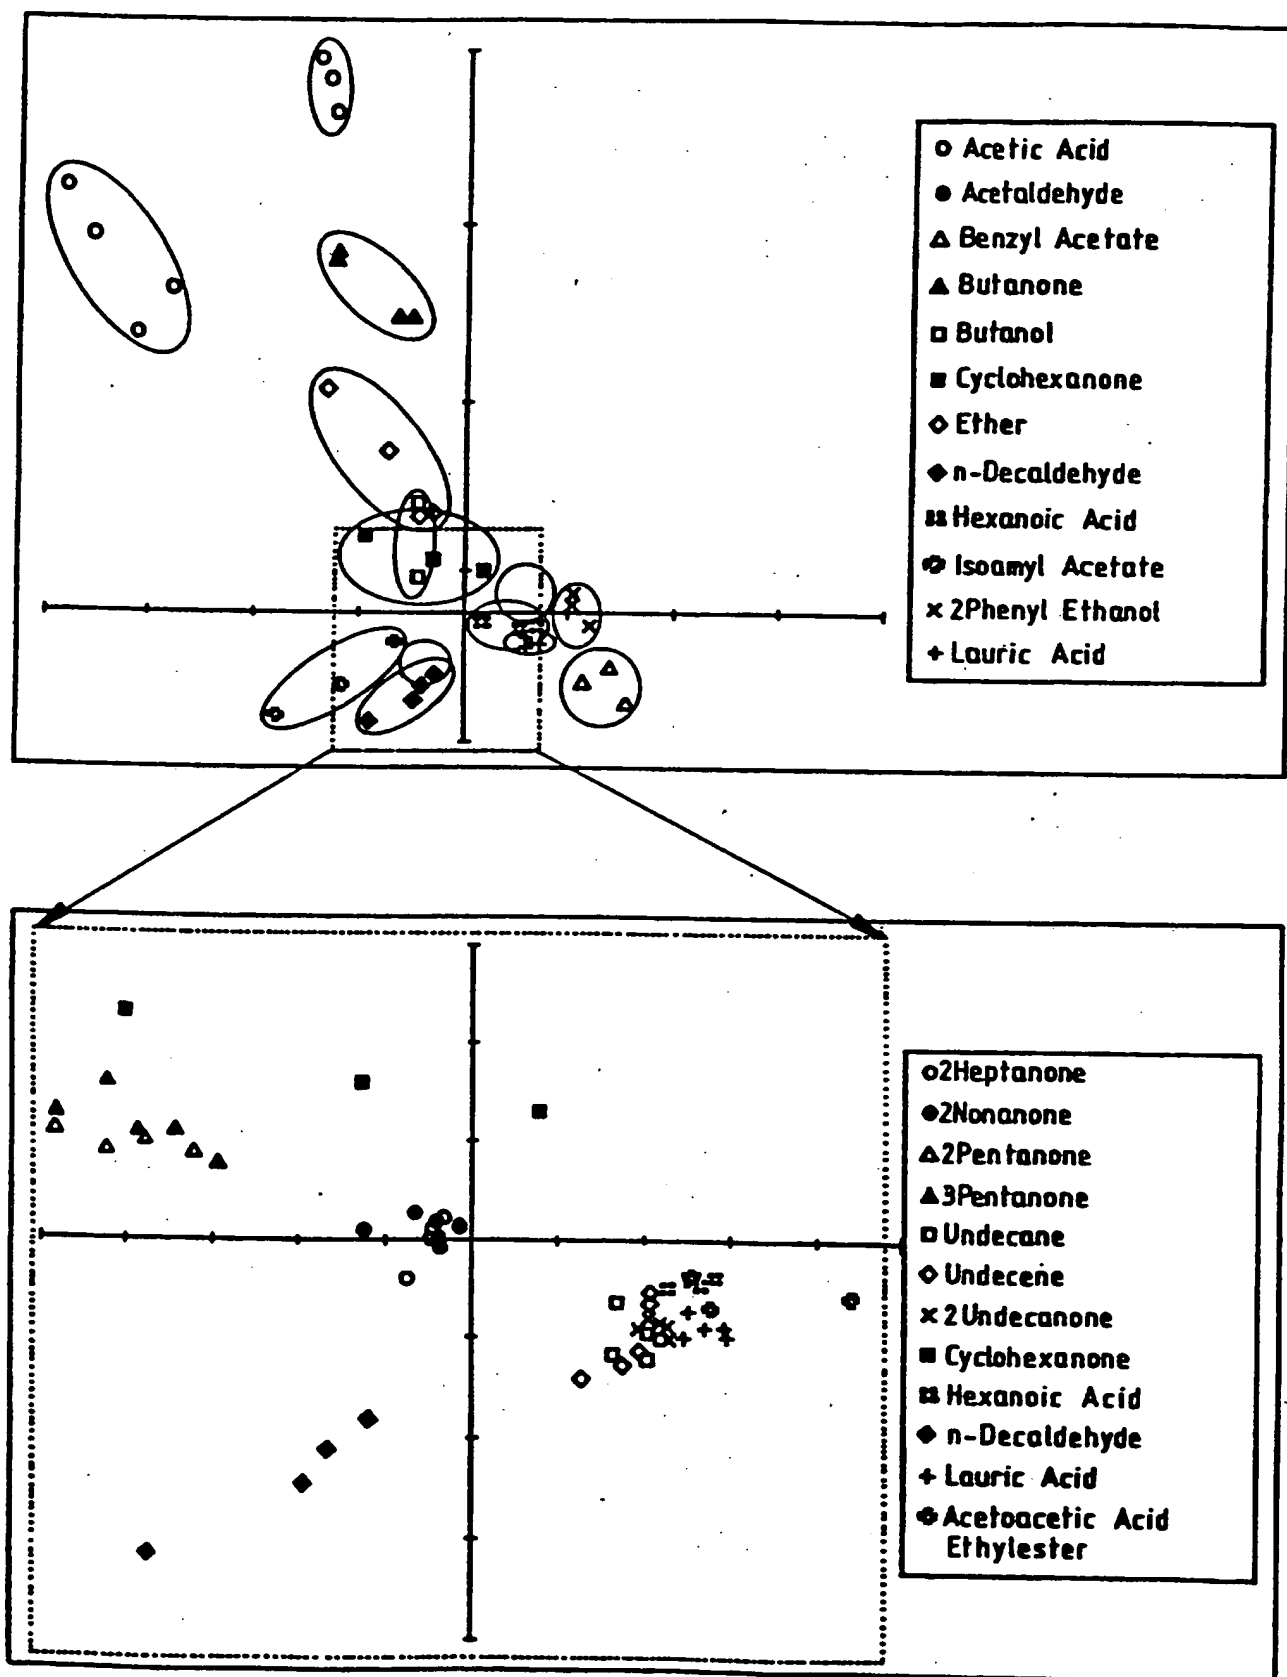 Acetic Acid
Acetaldehyde
Benzyl Acetate
Butanone
Butanol
Cyclohexanone
Ether
n-Decaldehyde
Hexanoic Acid
Isoamyl Acetate
2Phenyl Ethanol
Lauric Acid
2Heptanone
2Nonanone
2Pentanone
3Pentanone
Undecane
Undecene
2Undecanone
Cyclohexanone
Hexanoic Acid
n-Decaldehyde
Lauric Acid
Acetoacetic Acid
Ethylester